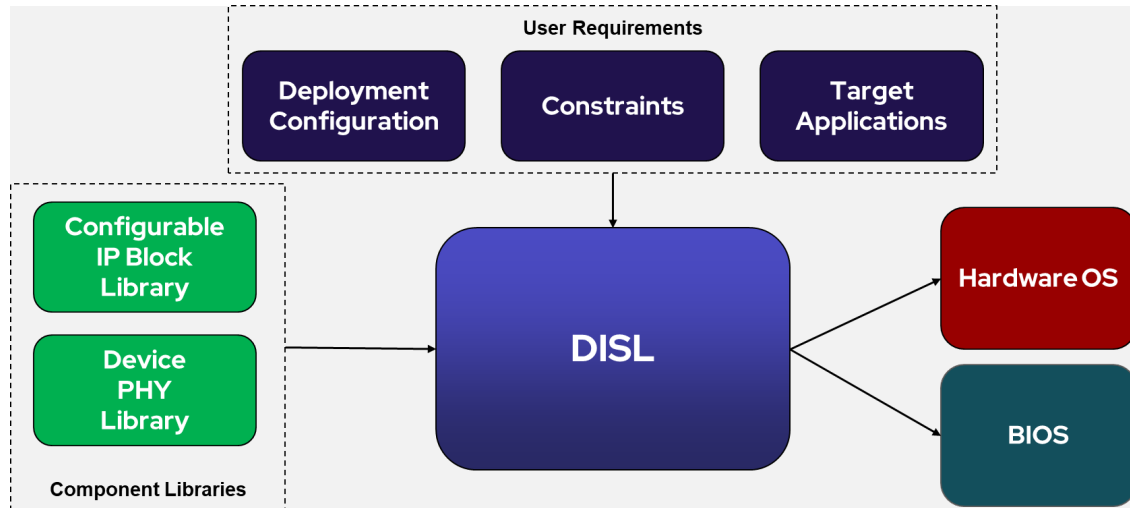 User Requirements
Deployment
Configuration
Constraints
Target
Applications
Configurable
IP Block
Library
Device
PHY
Library
Component Libraries
DISL
Hardware OS
BIOS